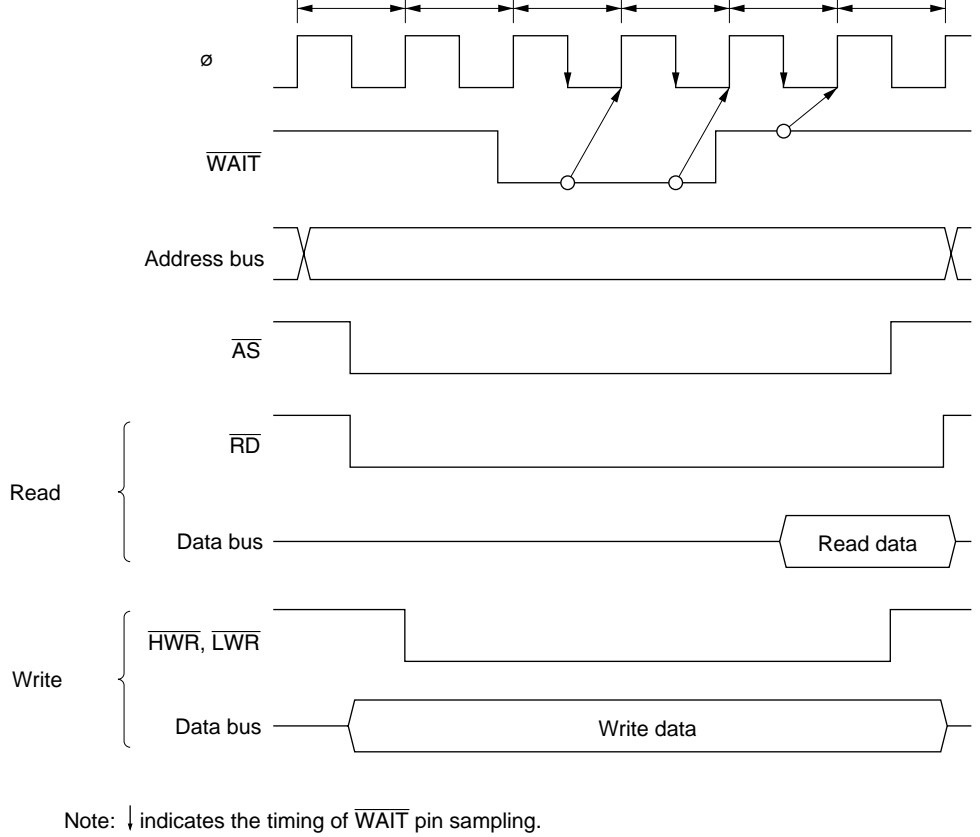 ø
WAIT
Address bus
AS
RD
Read
Data bus
Read data
HWR, LWR
Write
Data bus
Write data
Note: ↓ indicates the timing of WAIT pin sampling.